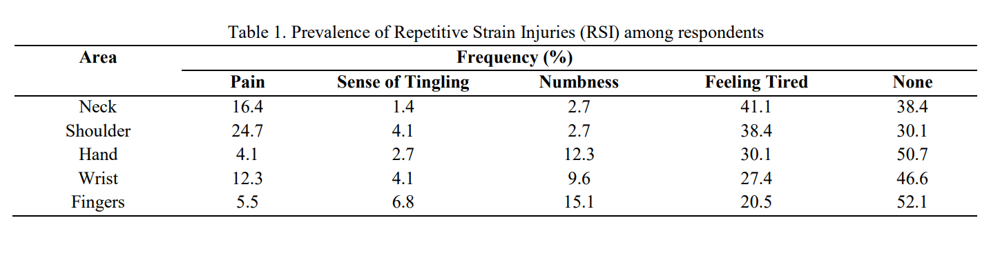 Table 1. Prevalence of Repetitive Strain Injuries (RSI) among respondents
Area Frequency (%)
Pain Sense of Tingling Numbness Feeling Tired None
Neck 16.4 1.4 2.7 41.1 38.4
Shoulder 24.7 4.1 2.7 38.4 30.1
Hand 4.1 2.7 12.3 30.1 50.7
Wrist 12.3 4.1 9.6 27.4 46.6
Fingers 5.5 6.8 15.1 20.5 52.1